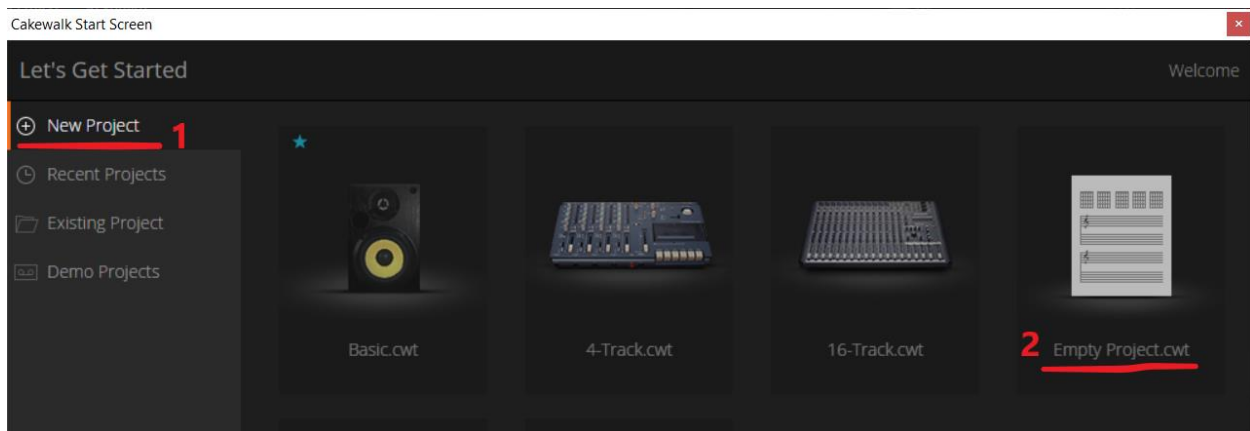 Cakewalk Start Screen
Let's Get Started
Welcome
New Project
1
Recent Projects
Existing Project
Demo Projects
Basic.cwt
4-Track.cwt
16-Track.cwt
2
Empty Project.cwt